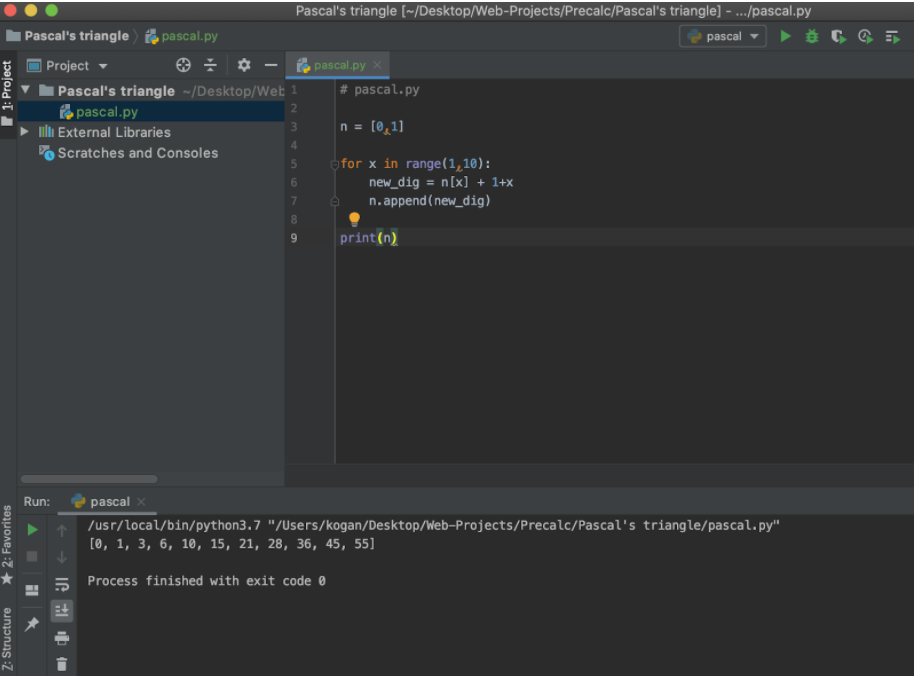 Pascal's triangle [~/Desktop/Web-Projects/Precalc/Pascal's triangle] - .../pascal.py
Pascal's triangle pascal.py
pascal
1: Project
Project
pascal.py
Pascal's triangle ~/Desktop/Web
pascal.py
External Libraries
Scratches and Consoles
1 # pascal.py
2
3 n = [0,1]
4
5 for x in range(1,10):
6 new_dig = n[x] + 1+x
7 n.append(new_dig)
8
9 print(n)
Run: pascal
/usr/local/bin/python3.7 "/Users/kogan/Desktop/Web-Projects/Precalc/Pascal's triangle/pascal.py"
[0, 1, 3, 6, 10, 15, 21, 28, 36, 45, 55]
Process finished with exit code 0
2: Favorites
Z: Structure